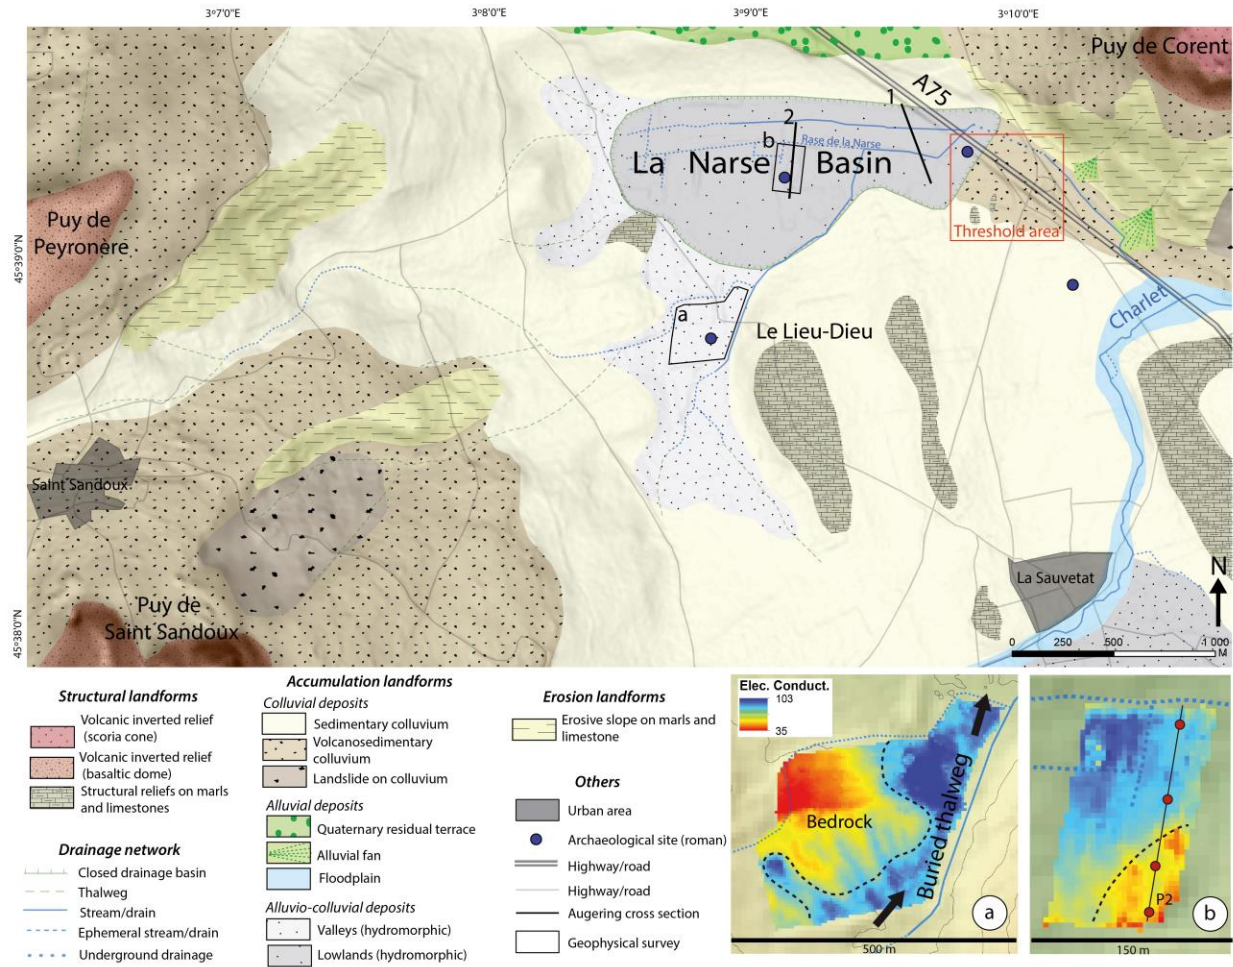 3°7'0"E
3°8'0"E
3°9'0"E
3°10'0"E
Puy de Corent
A75
1
2
b
Rase de la Narse
La Narse Basin
Puy de
Peyronère
45°39'0"N
Threshold area
Charlet
a
Le Lieu-Dieu
Saint Sandoux
La Sauvetat
N
Puy de
Saint Sandoux
45°38'0"N
0 250 500 1 000
M
Structural landforms
Volcanic inverted relief
(scoria cone)
Volcanic inverted relief
(basaltic dome)
Structural reliefs on marls
and limestones
Drainage network
Closed drainage basin
Thalweg
Stream/drain
Ephemeral stream/drain
Underground drainage
Accumulation landforms
Colluvial deposits
Sedimentary colluvium
Volcanosedimentary
colluvium
Landslide on colluvium
Alluvial deposits
Quaternary residual terrace
Alluvial fan
Floodplain
Alluvio-colluvial deposits
Valleys (hydromorphic)
Lowlands (hydromorphic)
Erosion landforms
Erosive slope on marls and
limestone
Others
Urban area
Archaeological site (roman)
Highway/road
Highway/road
Augering cross section
Geophysical survey
Elec. Conduct.
103
35
Bedrock
Buried thalweg
a
500 m
P2
b
150 m